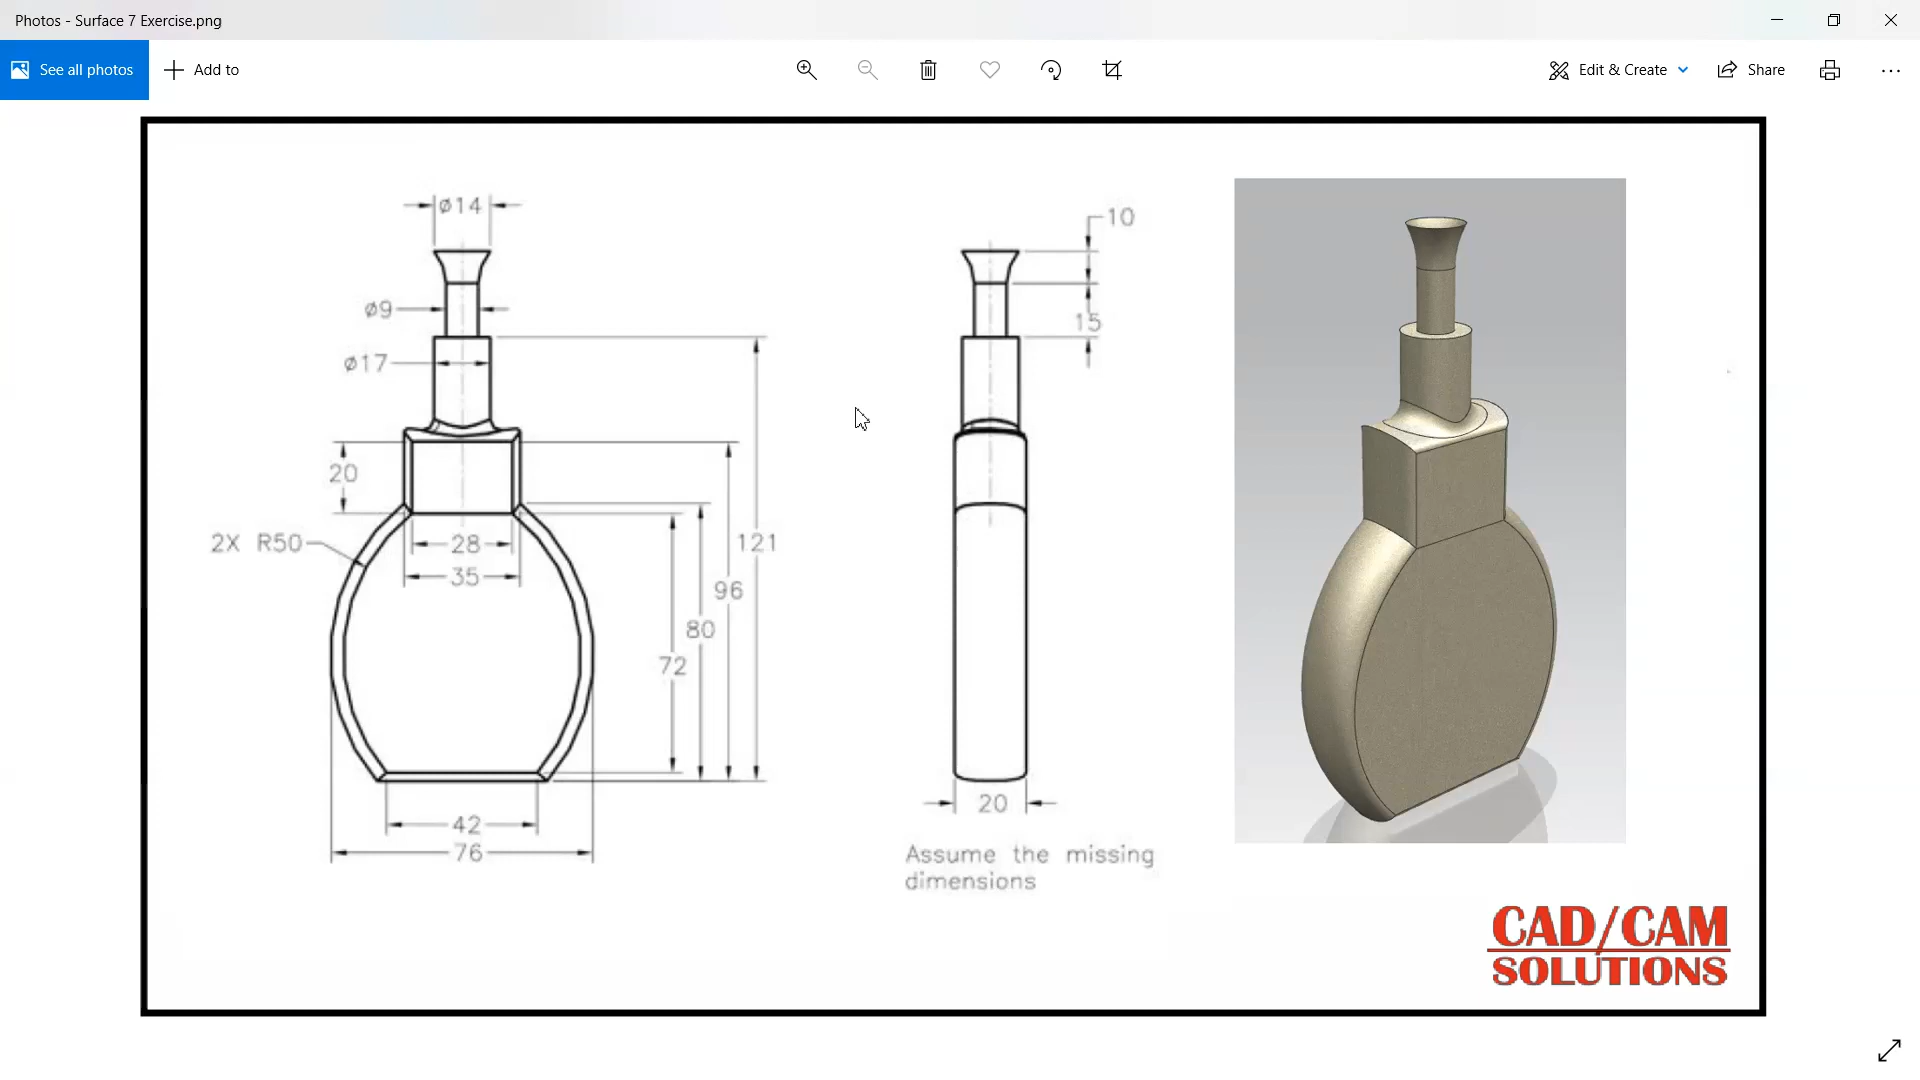 Photos - Surface 7 Exercise.png
See all photos
Add to
Edit & Create
Share
ø14
10
ø9
15
ø17
20
2X R50
28
121
35
96
80
72
42
20
76
Assume the missing
dimensions
CAD/CAM
SOLUTIONS